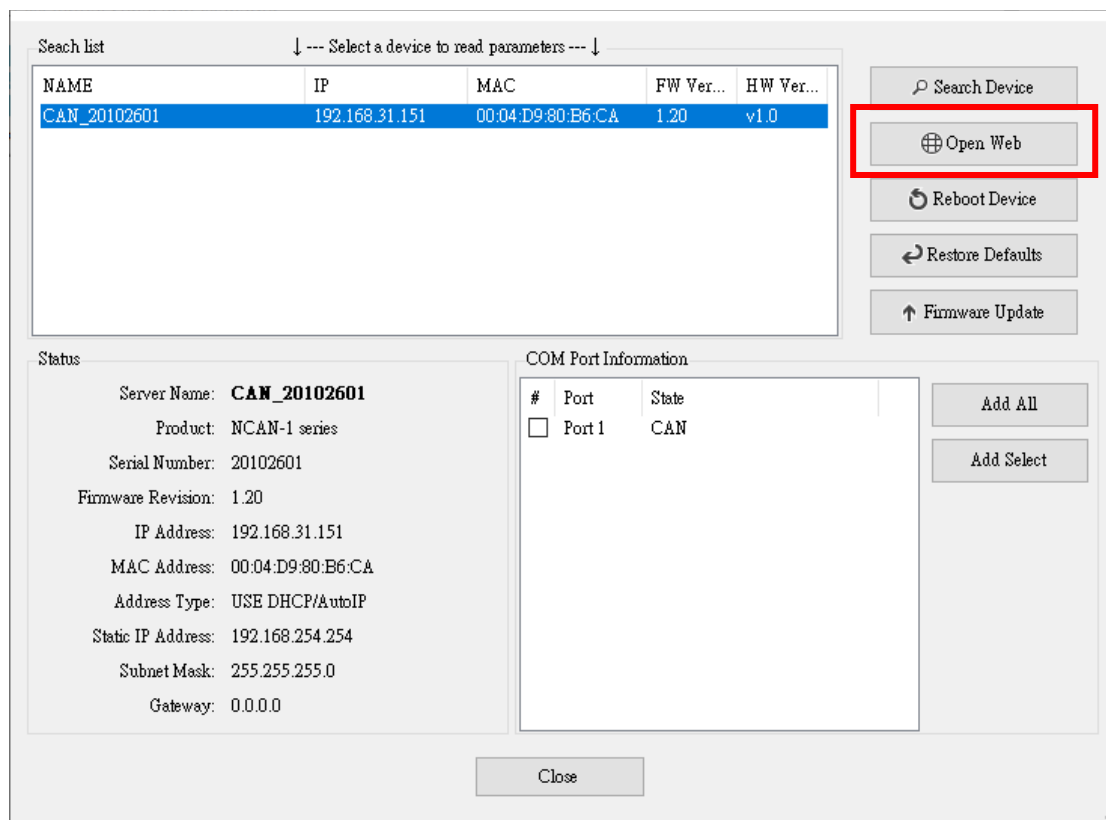 Seach list ↓ --- Select a device to read parameters --- ↓
NAME IP MAC FW Ver... HW Ver...
CAN_20102601 192.168.31.151 00:04:D9:80:B6:CA 1.20 v1.0
Search Device
Open Web
Reboot Device
Restore Defaults
Firmware Update
Status
Server Name: CAN_20102601
Product: NCAN-1 series
Serial Number: 20102601
Firmware Revision: 1.20
IP Address: 192.168.31.151
MAC Address: 00:04:D9:80:B6:CA
Address Type: USE DHCP/AutoIP
Static IP Address: 192.168.254.254
Subnet Mask: 255.255.255.0
Gateway: 0.0.0.0
COM Port Information
# Port State
Port 1 CAN
Add All
Add Select
Close